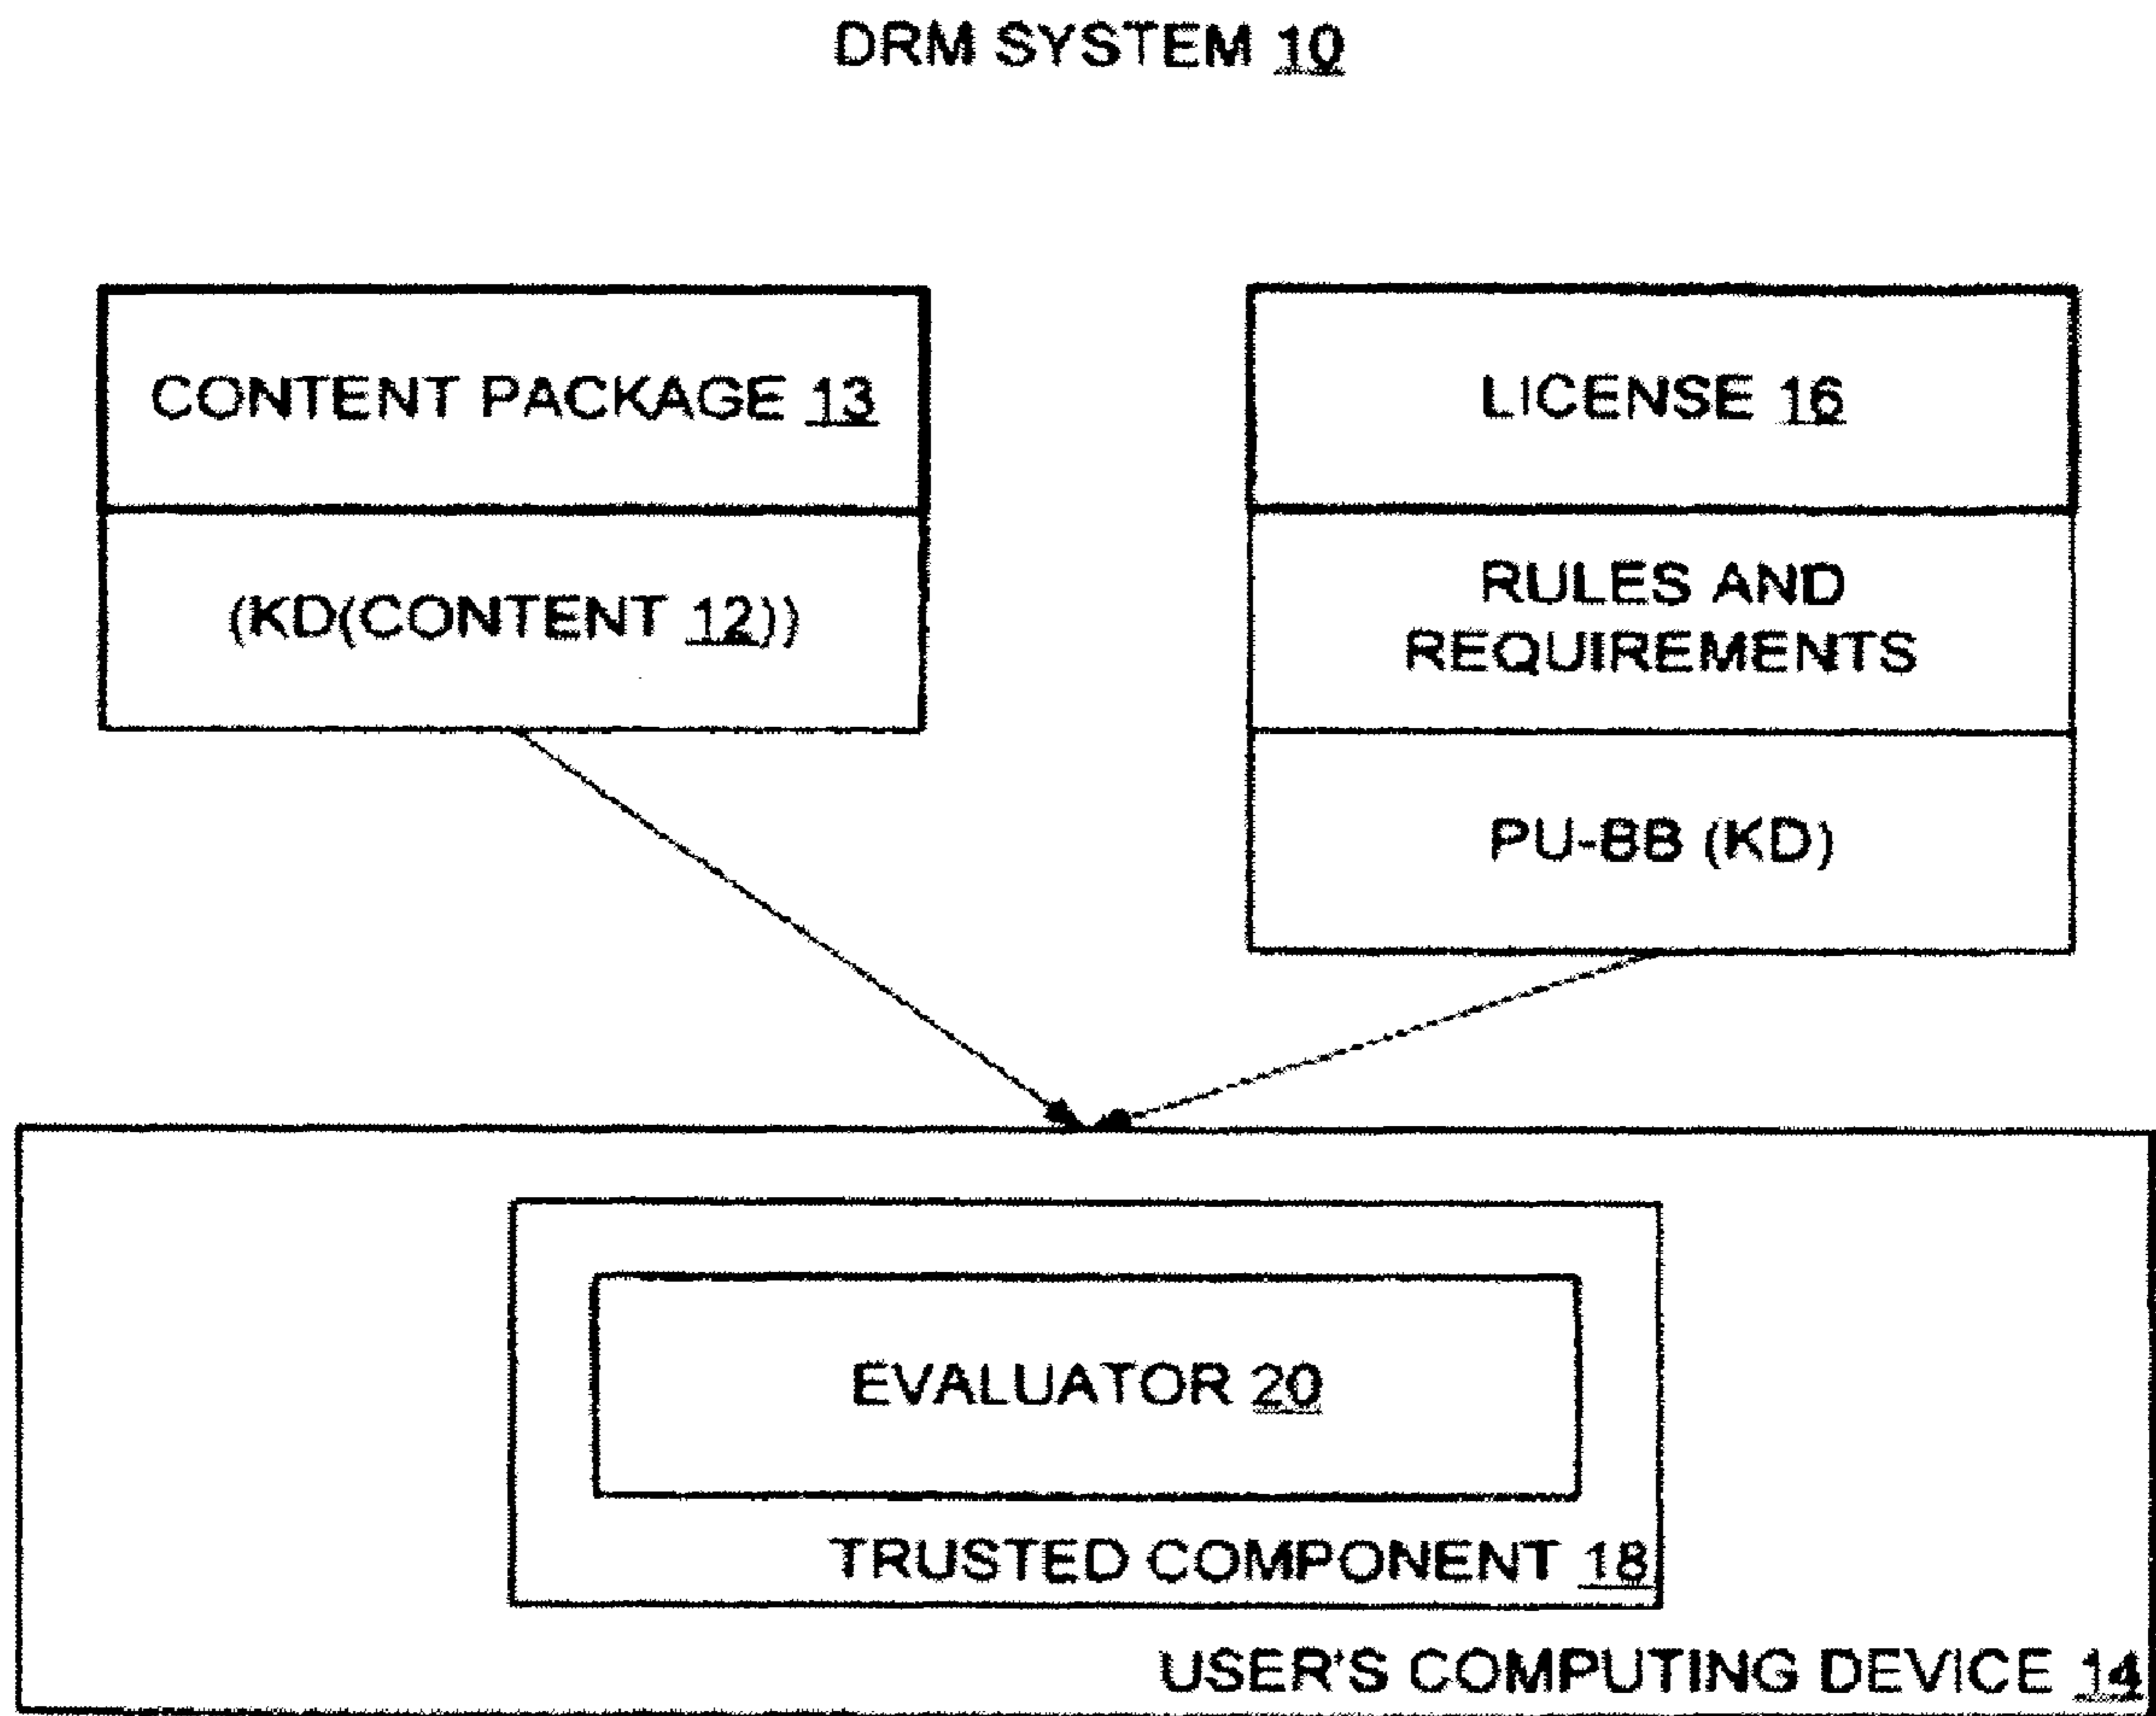 DRM SYSTEM 10
CONTENT PACKAGE 13
(KD(CONTENT 12))
LICENSE 16
RULES AND
REQUIREMENTS
PU-BB (KD)
EVALUATOR 20
TRUSTED COMPONENT 18
USER'S COMPUTING DEVICE 14